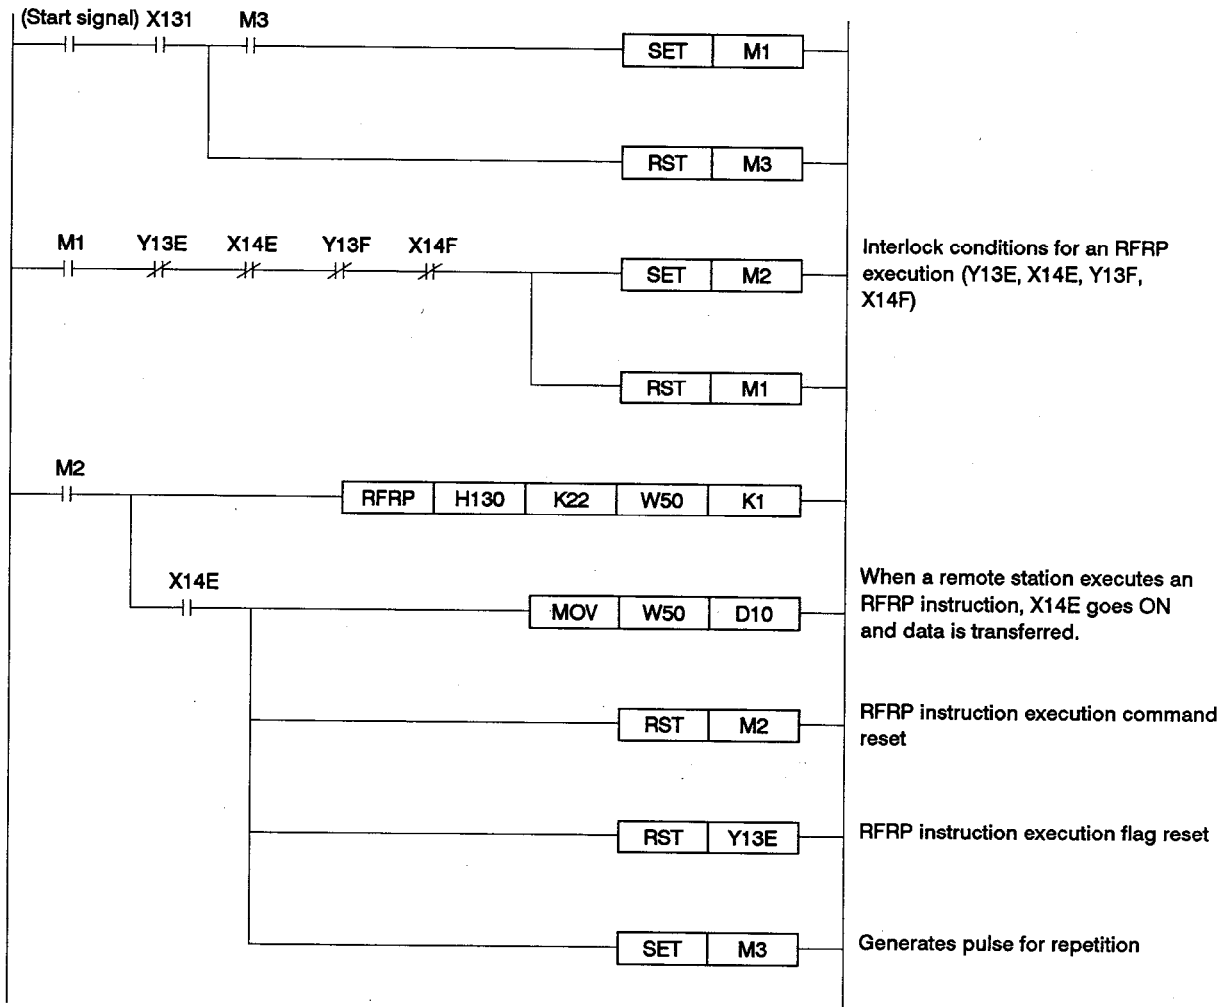 (Start signal) X131 M3
SET M1
RST M3
M1 Y13E X14E Y13F X14F
SET M2
Interlock conditions for an RFRP
execution (Y13E, X14E, Y13F,
X14F)
RST M1
M2
RFRP H130 K22 W50 K1
X14E
MOV W50 D10
When a remote station executes an
RFRP instruction, X14E goes ON
and data is transferred.
RST M2
RFRP instruction execution command
reset
RST Y13E
RFRP instruction execution flag reset
SET M3
Generates pulse for repetition